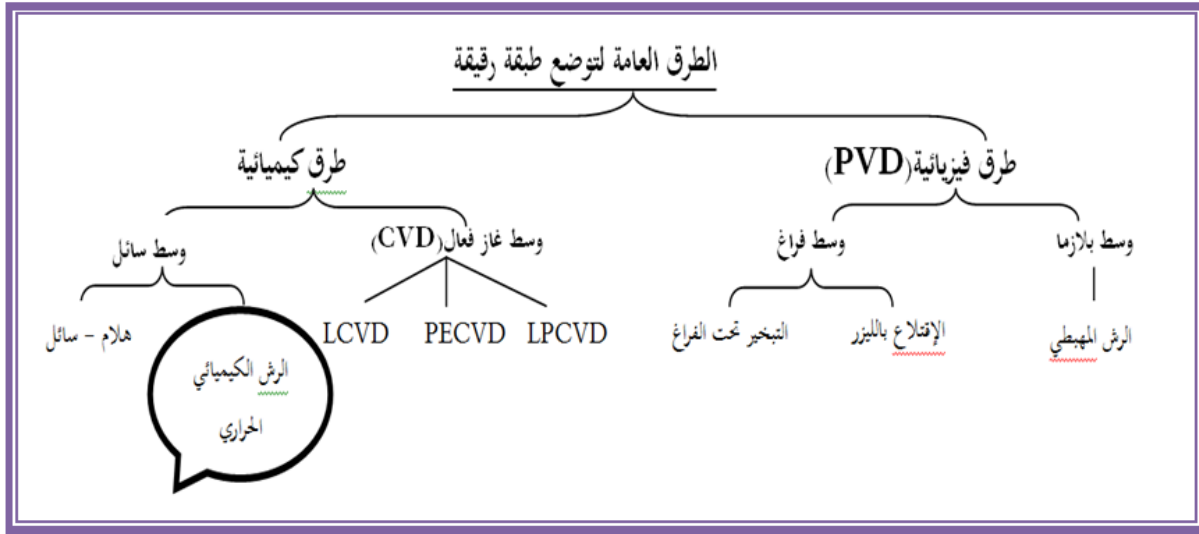 الطرق العامة لتوضع طبقة رقيقة
طرق فيزيائية(PVD)
طرق كيميائية
وسط بلازما
وسط فراغ
وسط غاز فعال(CVD)
وسط سائل
الرش المهبطي
الإقتلاع بالليزر
التبخير تحت الفراغ
LPCVD
PECVD
LCVD
الرش الكيميائي
الحراري
هلام - سائل